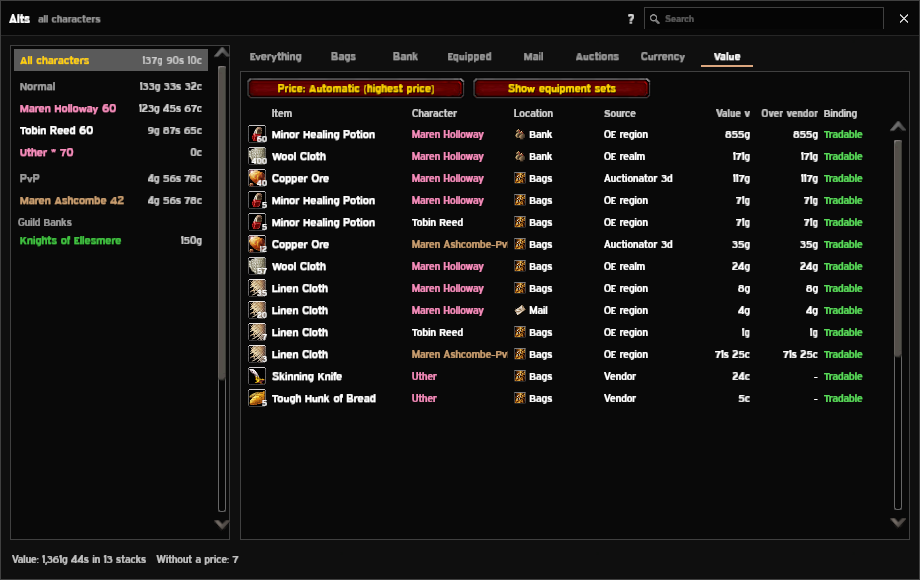 Alts all characters ? Search
All characters 137g 90s 10c
Normal 133g 33s 32c
Maren Holloway 60 123g 45s 67c
Tobin Reed 60 9g 87s 65c
Uther * 70 0c
PvP 4g 56s 78c
Maren Ashcombe 42 4g 56s 78c
Guild Banks
Knights of Ellesmere 150g
Everything Bags Bank Equipped Mail Auctions Currency Value
Price: Automatic (highest price) Show equipment sets
Item Character Location Source Value v Over vendor Binding
60 Minor Healing Potion Maren Holloway Bank OE region 855g 855g Tradable
400 Wool Cloth Maren Holloway Bank OE realm 171g 171g Tradable
40 Copper Ore Maren Holloway Bags Auctionator 3d 117g 117g Tradable
5 Minor Healing Potion Maren Holloway Bags OE region 71g 71g Tradable
5 Minor Healing Potion Tobin Reed Bags OE region 71g 71g Tradable
12 Copper Ore Maren Ashcombe-Pv Bags Auctionator 3d 35g 35g Tradable
57 Wool Cloth Maren Holloway Bags OE realm 24g 24g Tradable
35 Linen Cloth Maren Holloway Bags OE region 8g 8g Tradable
20 Linen Cloth Maren Holloway Mail OE region 4g 4g Tradable
7 Linen Cloth Tobin Reed Bags OE region 1g 1g Tradable
3 Linen Cloth Maren Ashcombe-Pv Bags OE region 71s 25c 71s 25c Tradable
Skinning Knife Uther Bags Vendor 24c - Tradable
5 Tough Hunk of Bread Uther Bags Vendor 5c - Tradable
Value: 1,361g 44s in 13 stacks Without a price: 7